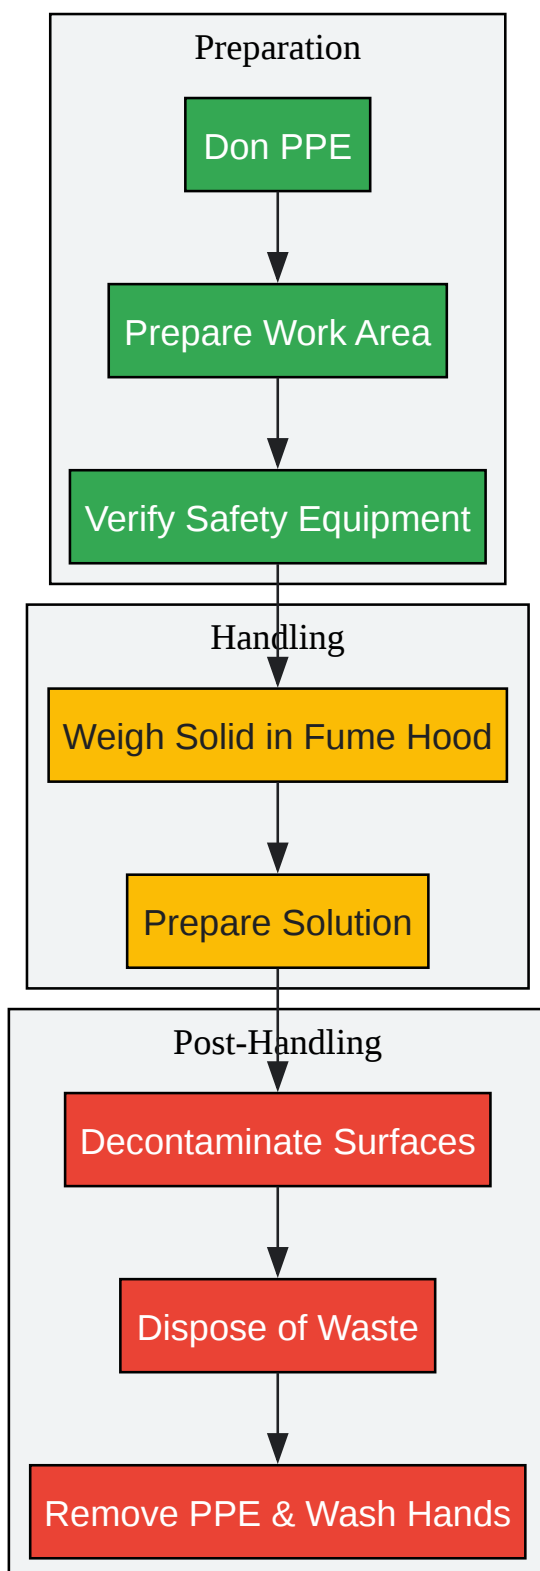 Preparation
Don PPE
Prepare Work Area
Verify Safety Equipment
Handling
Weigh Solid in Fume Hood
Prepare Solution
Post-Handling
Decontaminate Surfaces
Dispose of Waste
Remove PPE & Wash Hands